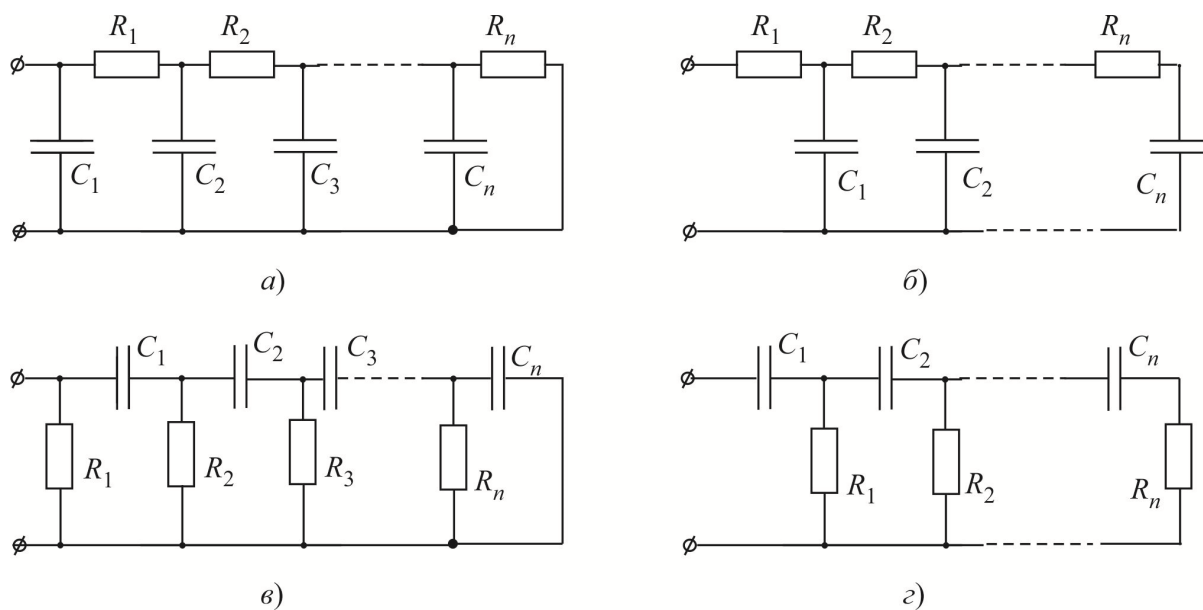 R₁ R₂ Rₙ
C₁ C₂ C₃ Cₙ
а)
R₁ R₂ Rₙ
C₁ C₂ Cₙ
б)
C₁ C₂ C₃ Cₙ
R₁ R₂ R₃ Rₙ
в)
C₁ C₂ Cₙ
R₁ R₂ Rₙ
г)